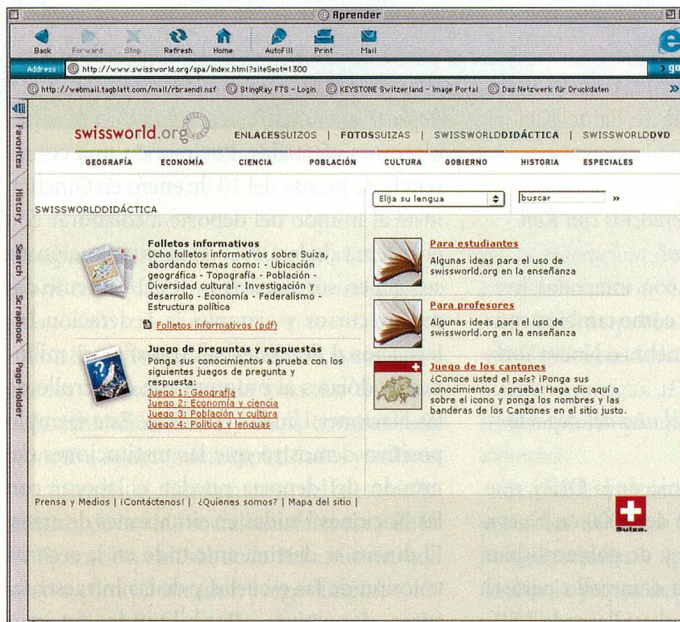 Aprender
Back Forward Stop Refresh Home AutoFill Print Mail
Address: http://www.swissworld.org/spa/index.html?siteSect=1300 go
http://webmail.tagblatt.com/mail/rbraendl.nsf StingRay FTS - Login KEYSTONE Switzerland - Image Portal Das Netzwerk für Druckdaten »
Favorites
History
Search
Scrapbook
Page Holder
swissworld.org
ENLACESSUIZOS | FOTOSSUIZAS | SWISSWORLDDIDÁCTICA | SWISSWORLDDVD
GEOGRAFÍA ECONOMÍA CIENCIA POBLACIÓN CULTURA GOBIERNO HISTORIA ESPECIALES
Elija su lengua buscar »
SWISSWORLDDIDÁCTICA
Folletos informativos
Ocho folletos informativos sobre Suiza,
abordando temas como: - Ubicación
geográfica - Topografía - Población -
Diversidad cultural - Investigación y
desarrollo - Economía - Federalismo -
Estructura pública
Folletos informativos (pdf)
Juego de preguntas y respuestas
Ponga sus conocimientos a prueba con los
siguientes juegos de pregunta y
respuesta:
Juego 1: Geografía
Juego 2: Economía y ciencia
Juego 3: Población y cultura
Juego 4: Política y lenguas
Para estudiantes
Algunas ideas para el uso de
swissworld.org en la enseñanza
Para profesores
Algunas ideas para el uso de
swissworld.org en la enseñanza
Juego de los cantones
¿Conoce usted el país? ¡Ponga sus
conocimientos a prueba! Haga clic aquí o
sobre el icono y ponga los nombres y las
banderas de los Cantones en el sitio justo.
Prensa y Medios | ¡Contáctenos! | ¿Quienes somos? | Mapa del sitio |
Suiza.